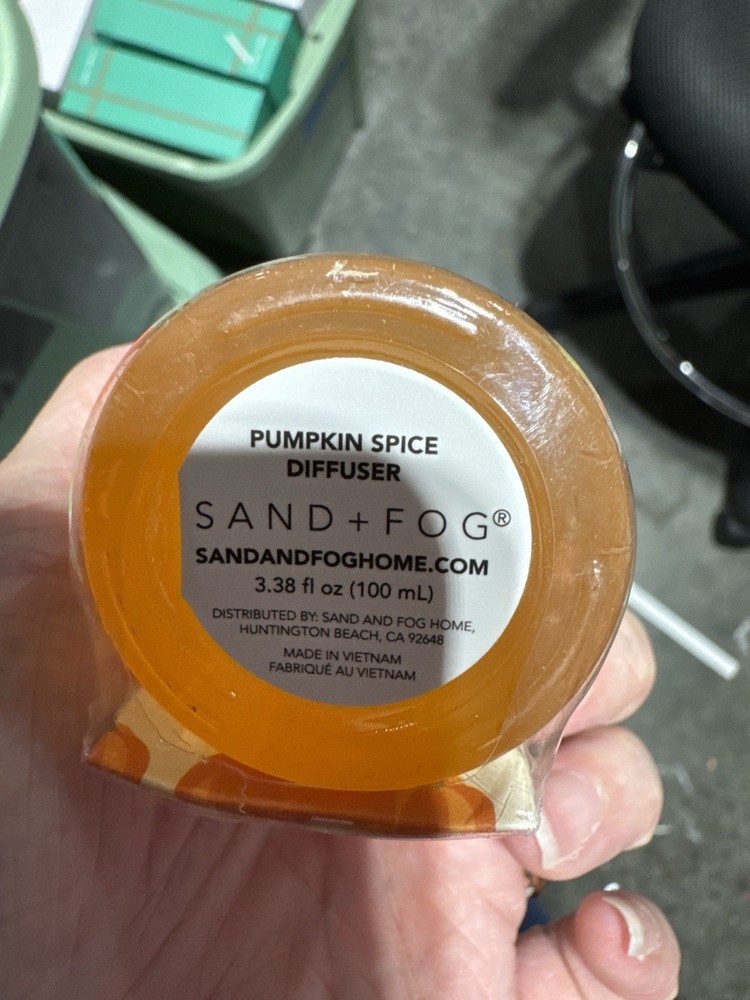 PUMPKIN SPICE
DIFFUSER
SAND+FOG®
SANDANDFOGHOME.COM
3.38 fl oz (100 mL)
DISTRIBUTED BY: SAND AND FOG HOME,
HUNTINGTON BEACH, CA 92648
MADE IN VIETNAM
FABRIQUÉ AU VIETNAM